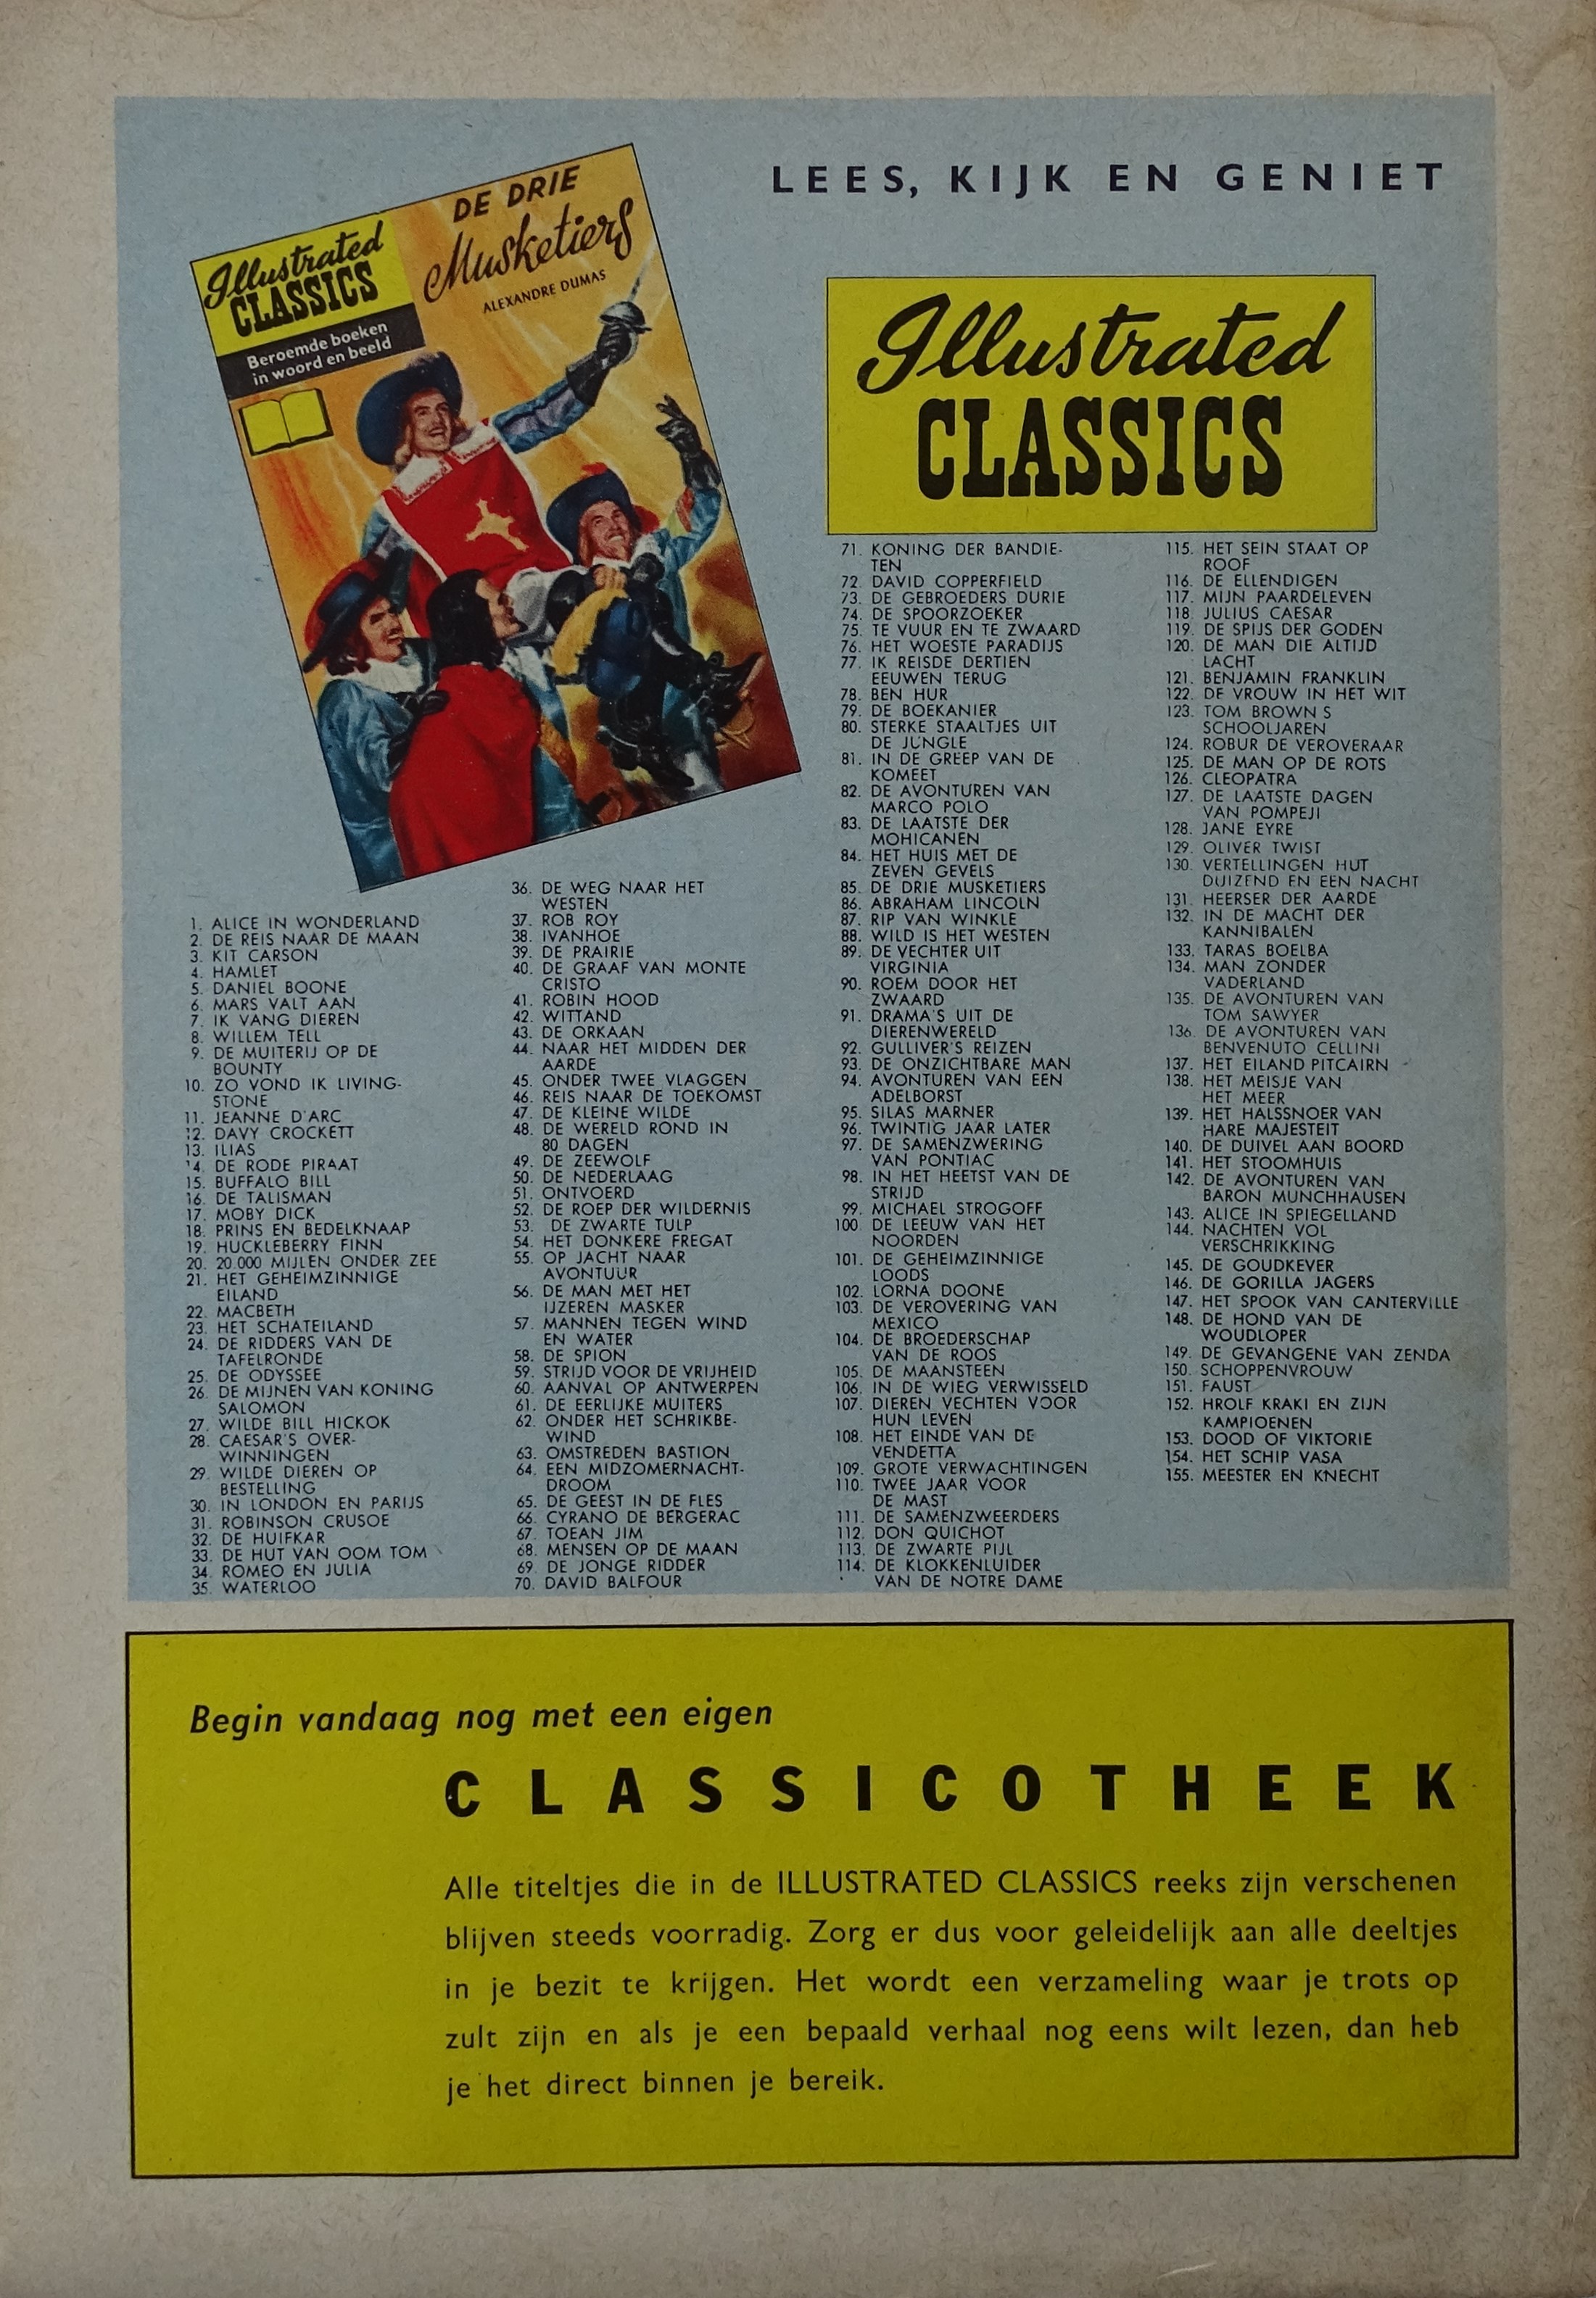 LEES, KIJK EN GENIET
DE DRIE
Musketiers
ALEXANDRE DUMAS
Illustrated
CLASSICS
Beroemde boeken
in woord en beeld
Illustrated
CLASSICS
1. ALICE IN WONDERLAND
2. DE REIS NAAR DE MAAN
3. KIT CARSON
4. HAMLET
5. DANIEL BOONE
6. MARS VALT AAN
7. IK VANG DIEREN
8. WILLEM TELL
9. DE MUITERIJ OP DE
BOUNTY
10. ZO VOND IK LIVING-
STONE
11. JEANNE D'ARC
12. DAVY CROCKETT
13. ILIAS
14. DE RODE PIRAAT
15. BUFFALO BILL
16. DE TALISMAN
17. MOBY DICK
18. PRINS EN BEDELKNAAP
19. HUCKLEBERRY FINN
20. 20.000 MIJLEN ONDER ZEE
21. HET GEHEIMZINNIGE
EILAND
22. MACBETH
23. HET SCHATEILAND
24. DE RIDDERS VAN DE
TAFELRONDE
25. DE ODYSSEE
26. DE MIJNEN VAN KONING
SALOMON
27. WILDE BILL HICKOK
28. CAESAR'S OVER-
WINNINGEN
29. WILDE DIEREN OP
BESTELLING
30. IN LONDON EN PARIJS
31. ROBINSON CRUSOE
32. DE HUIFKAR
33. DE HUT VAN OOM TOM
34. ROMEO EN JULIA
35. WATERLOO
36. DE WEG NAAR HET
WESTEN
37. ROB ROY
38. IVANHOE
39. DE PRAIRIE
40. DE GRAAF VAN MONTE
CRISTO
41. ROBIN HOOD
42. WITTAND
43. DE ORKAAN
44. NAAR HET MIDDEN DER
AARDE
45. ONDER TWEE VLAGGEN
46. REIS NAAR DE TOEKOMST
47. DE KLEINE WILDE
48. DE WERELD ROND IN
80 DAGEN
49. DE ZEEWOLF
50. DE NEDERLAAG
51. ONTVOERD
52. DE ROEP DER WILDERNIS
53. DE ZWARTE TULP
54. HET DONKERE FREGAT
55. OP JACHT NAAR
AVONTUUR
56. DE MAN MET HET
IJZEREN MASKER
57. MANNEN TEGEN WIND
EN WATER
58. DE SPION
59. STRIJD VOOR DE VRIJHEID
60. AANVAL OP ANTWERPEN
61. DE EERLIJKE MUITERS
62. ONDER HET SCHRIKBE-
WIND
63. OMSTREDEN BASTION
64. EEN MIDZOMERNACHT-
DROOM
65. DE GEEST IN DE FLES
66. CYRANO DE BERGERAC
67. TOEAN JIM
68. MENSEN OP DE MAAN
69. DE JONGE RIDDER
70. DAVID BALFOUR
71. KONING DER BANDIE-
TEN
72. DAVID COPPERFIELD
73. DE GEBROEDERS DURIE
74. DE SPOORZOEKER
75. TE VUUR EN TE ZWAARD
76. HET WOESTE PARADIJS
77. IK REISDE DERTIEN
EEUWEN TERUG
78. BEN HUR
79. DE BOEKANIER
80. STERKE STAALTJES UIT
DE JUNGLE
81. IN DE GREEP VAN DE
KOMEET
82. DE AVONTUREN VAN
MARCO POLO
83. DE LAATSTE DER
MOHICANEN
84. HET HUIS MET DE
ZEVEN GEVELS
85. DE DRIE MUSKETIERS
86. ABRAHAM LINCOLN
87. RIP VAN WINKLE
88. WILD IS HET WESTEN
89. DE VECHTER UIT
VIRGINIA
90. ROEM DOOR HET
ZWAARD
91. DRAMA'S UIT DE
DIERENWERELD
92. GULLIVER'S REIZEN
93. DE ONZICHTBARE MAN
94. AVONTUREN VAN EEN
ADELBORST
95. SILAS MARNER
96. TWINTIG JAAR LATER
97. DE SAMENZWERING
VAN PONTIAC
98. IN HET HEETST VAN DE
STRIJD
99. MICHAEL STROGOFF
100. DE LEEUW VAN HET
NOORDEN
101. DE GEHEIMZINNIGE
LOODS
102. LORNA DOONE
103. DE VEROVERING VAN
MEXICO
104. DE BROEDERSCHAP
VAN DE ROOS
105. DE MAANSTEEN
106. IN DE WIEG VERWISSELD
107. DIEREN VECHTEN VOOR
HUN LEVEN
108. HET EINDE VAN DE
VENDETTA
109. GROTE VERWACHTINGEN
110. TWEE JAAR VOOR
DE MAST
111. DE SAMENZWEERDERS
112. DON QUICHOT
113. DE ZWARTE PIJL
114. DE KLOKKENLUIDER
VAN DE NOTRE DAME
115. HET SEIN STAAT OP
ROOF
116. DE ELLENDIGEN
117. MIJN PAARDELEVEN
118. JULIUS CAESAR
119. DE SPIJS DER GODEN
120. DE MAN DIE ALTIJD
LACHT
121. BENJAMIN FRANKLIN
122. DE VROUW IN HET WIT
123. TOM BROWN S
SCHOOLJAREN
124. ROBUR DE VEROVERAAR
125. DE MAN OP DE ROTS
126. CLEOPATRA
127. DE LAATSTE DAGEN
VAN POMPEJI
128. JANE EYRE
129. OLIVER TWIST
130. VERTELLINGEN HUT
DUIZEND EN EEN NACHT
131. HEERSER DER AARDE
132. IN DE MACHT DER
KANNIBALEN
133. TARAS BOELBA
134. MAN ZONDER
VADERLAND
135. DE AVONTUREN VAN
TOM SAWYER
136. DE AVONTUREN VAN
BENVENUTO CELLINI
137. HET EILAND PITCAIRN
138. HET MEISJE VAN
HET MEER
139. HET HALSSNOER VAN
HARE MAJESTEIT
140. DE DUIVEL AAN BOORD
141. HET STOOMHUIS
142. DE AVONTUREN VAN
BARON MUNCHHAUSEN
143. ALICE IN SPIEGELLAND
144. NACHTEN VOL
VERSCHRIKKING
145. DE GOUDKEVER
146. DE GORILLA JAGERS
147. HET SPOOK VAN CANTERVILLE
148. DE HOND VAN DE
WOUDLOPER
149. DE GEVANGENE VAN ZENDA
150. SCHOPPENVROUW
151. FAUST
152. HROLF KRAKI EN ZIJN
KAMPIOENEN
153. DOOD OF VIKTORIE
154. HET SCHIP VASA
155. MEESTER EN KNECHT
Begin vandaag nog met een eigen
CLASSICOTHEEK
Alle titeltjes die in de ILLUSTRATED CLASSICS reeks zijn verschenen
blijven steeds voorradig. Zorg er dus voor geleidelijk aan alle deeltjes
in je bezit te krijgen. Het wordt een verzameling waar je trots op
zult zijn en als je een bepaald verhaal nog eens wilt lezen, dan heb
je het direct binnen je bereik.